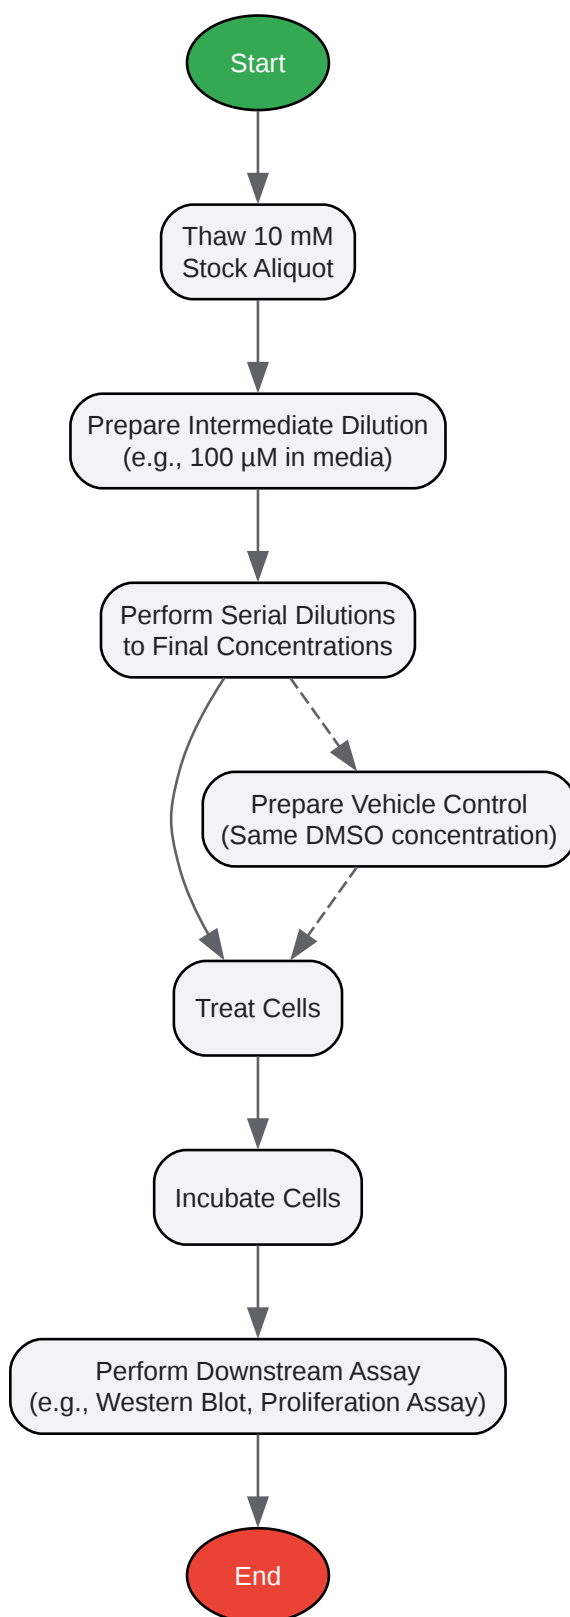 Start
Thaw 10 mM
Stock Aliquot
Prepare Intermediate Dilution
(e.g., 100 µM in media)
Perform Serial Dilutions
to Final Concentrations
Prepare Vehicle Control
(Same DMSO concentration)
Treat Cells
Incubate Cells
Perform Downstream Assay
(e.g., Western Blot, Proliferation Assay)
End